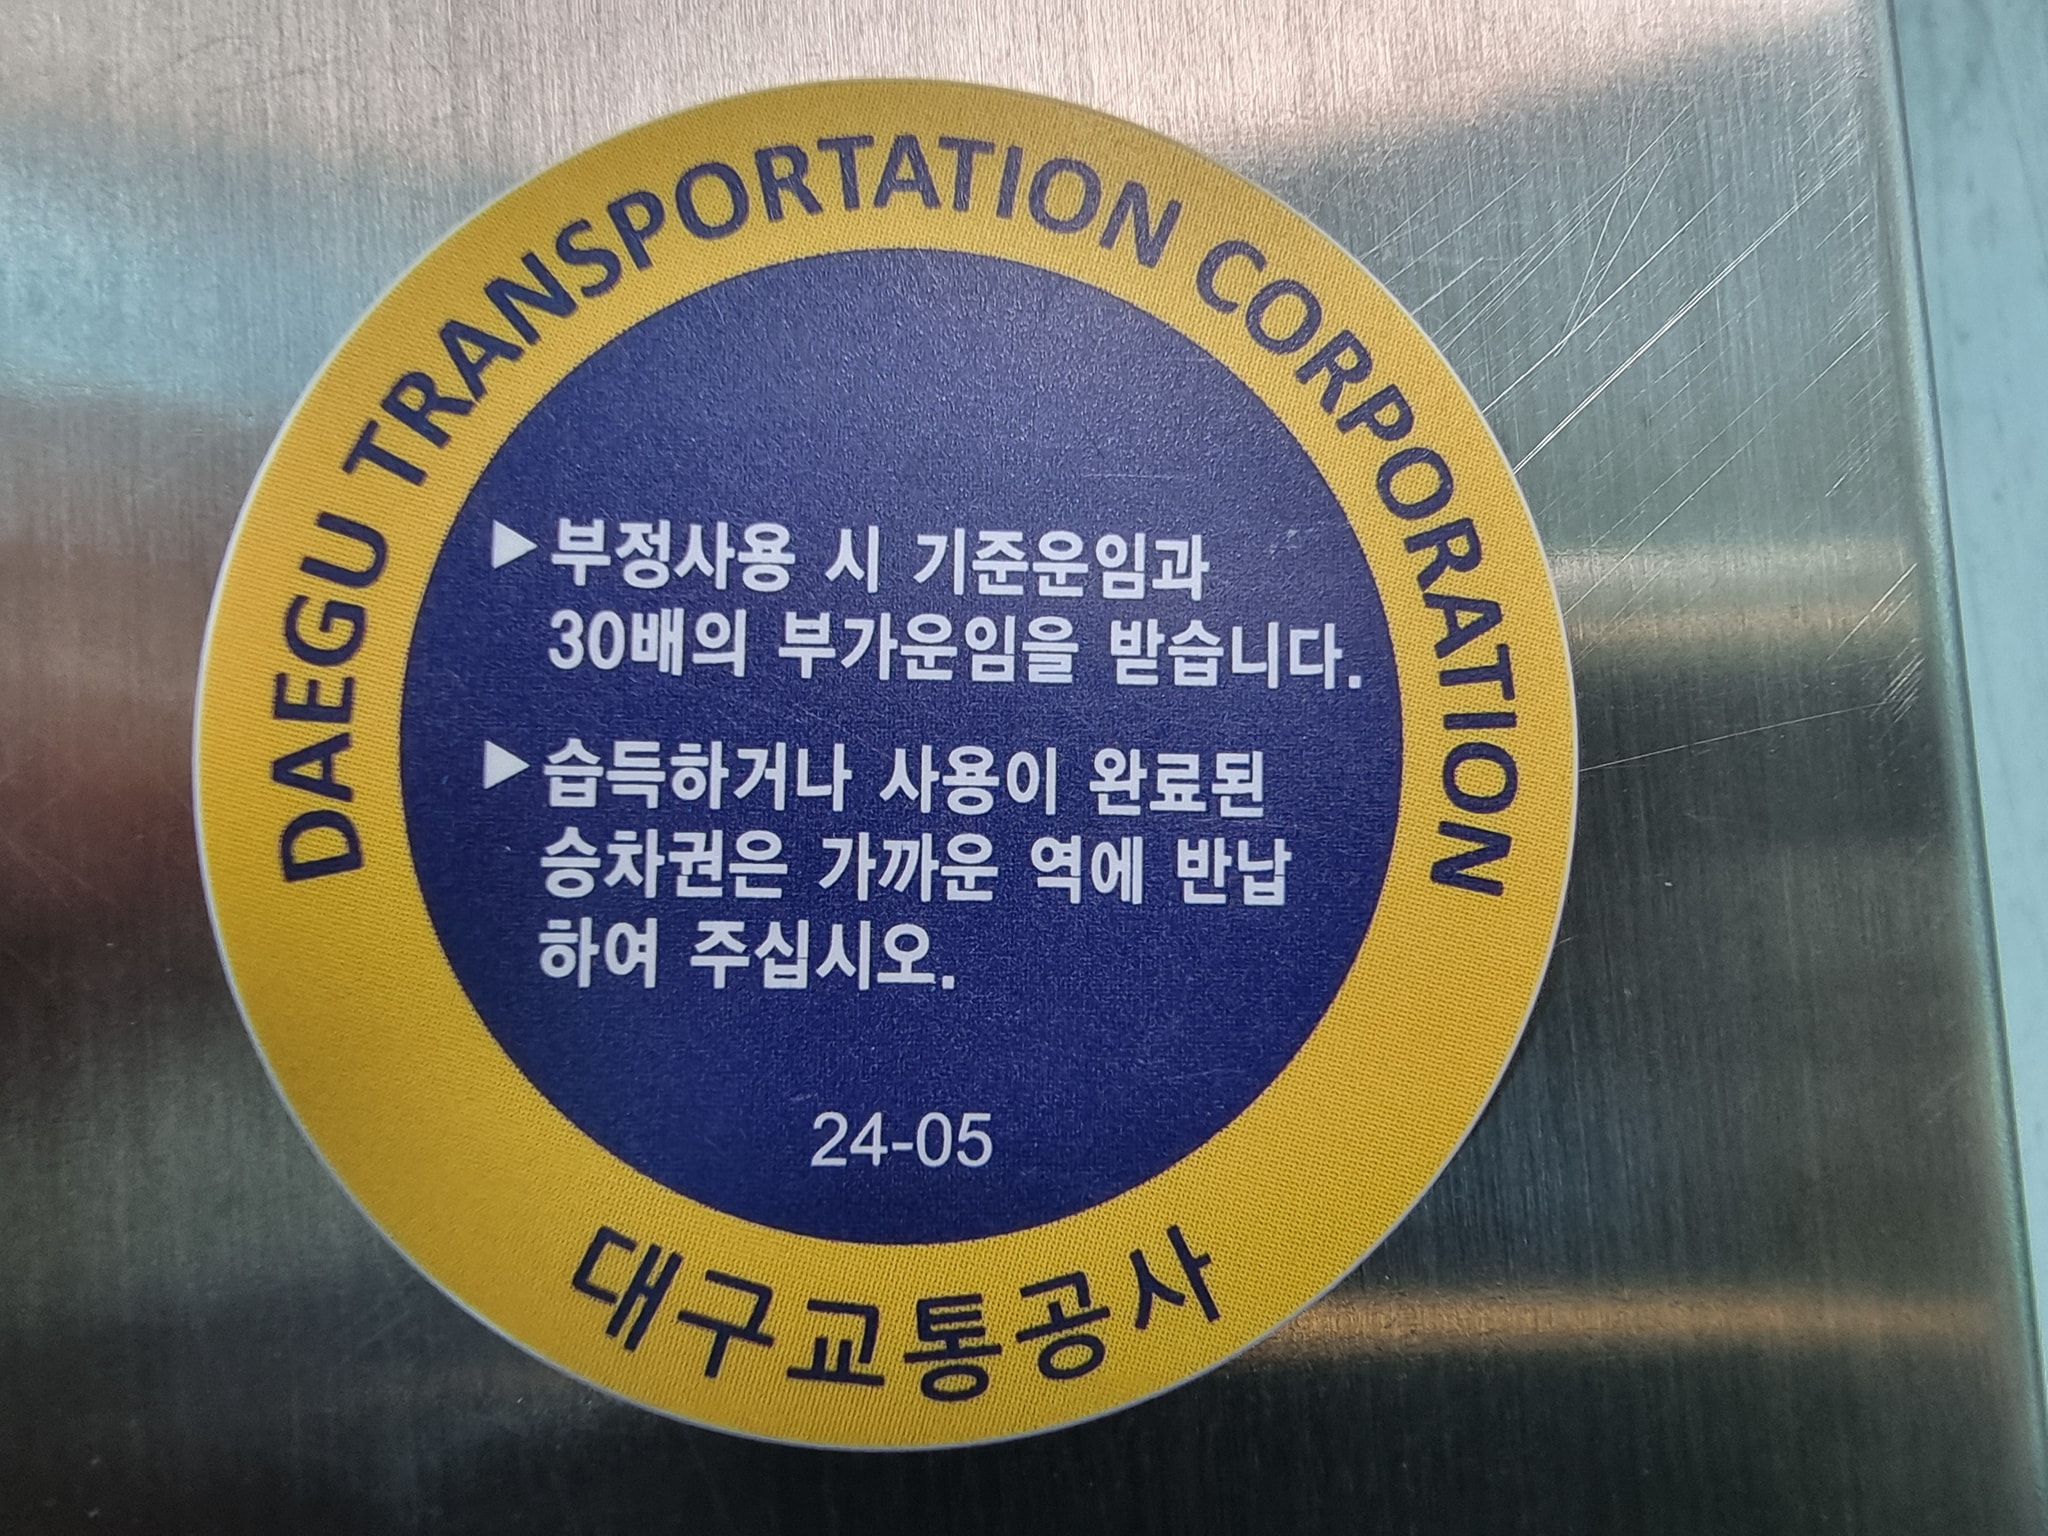 DAEGU TRANSPORTATION CORPORATION
▶부정사용 시 기준운임과
30배의 부가운임을 받습니다.
▶습득하거나 사용이 완료된
승차권은 가까운 역에 반납
하여 주십시오.
24-05
대구교통공사